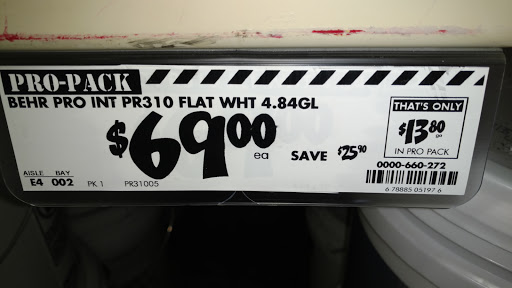 PRO-PACK
BEHR PRO INT PR310 FLAT WHT 4.84GL
$69.00 ea
SAVE $25.90
THAT'S ONLY
$13.80
IN PRO PACK
0000-660-272
AISLE BAY
E4 002 PK 1 PR31005
6 78885 05197 6